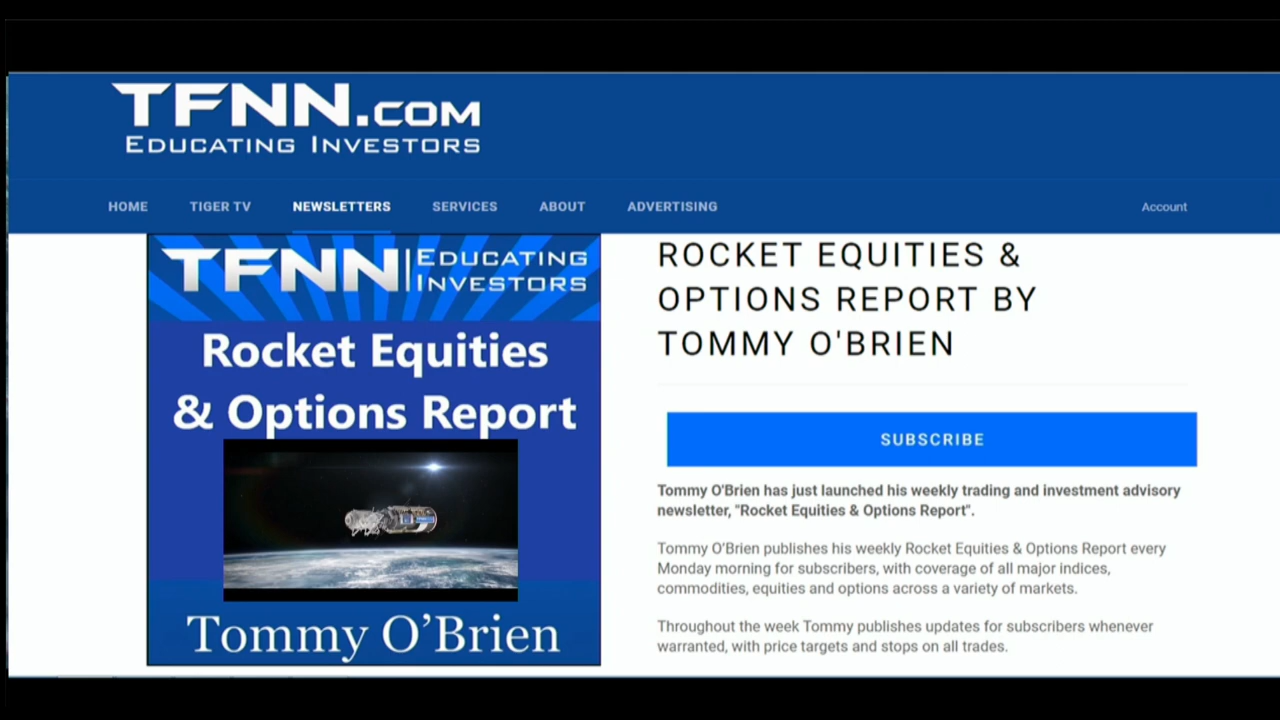 TFNN.COM
EDUCATING INVESTORS
HOME TIGER TV NEWSLETTERS SERVICES ABOUT ADVERTISING Account
TFNN EDUCATING
INVESTORS
Rocket Equities
& Options Report
Tommy O’Brien
ROCKET EQUITIES &
OPTIONS REPORT BY
TOMMY O'BRIEN
SUBSCRIBE
Tommy O'Brien has just launched his weekly trading and investment advisory
newsletter, "Rocket Equities & Options Report".
Tommy O’Brien publishes his weekly Rocket Equities & Options Report every
Monday morning for subscribers, with coverage of all major indices,
commodities, equities and options across a variety of markets.
Throughout the week Tommy publishes updates for subscribers whenever
warranted, with price targets and stops on all trades.